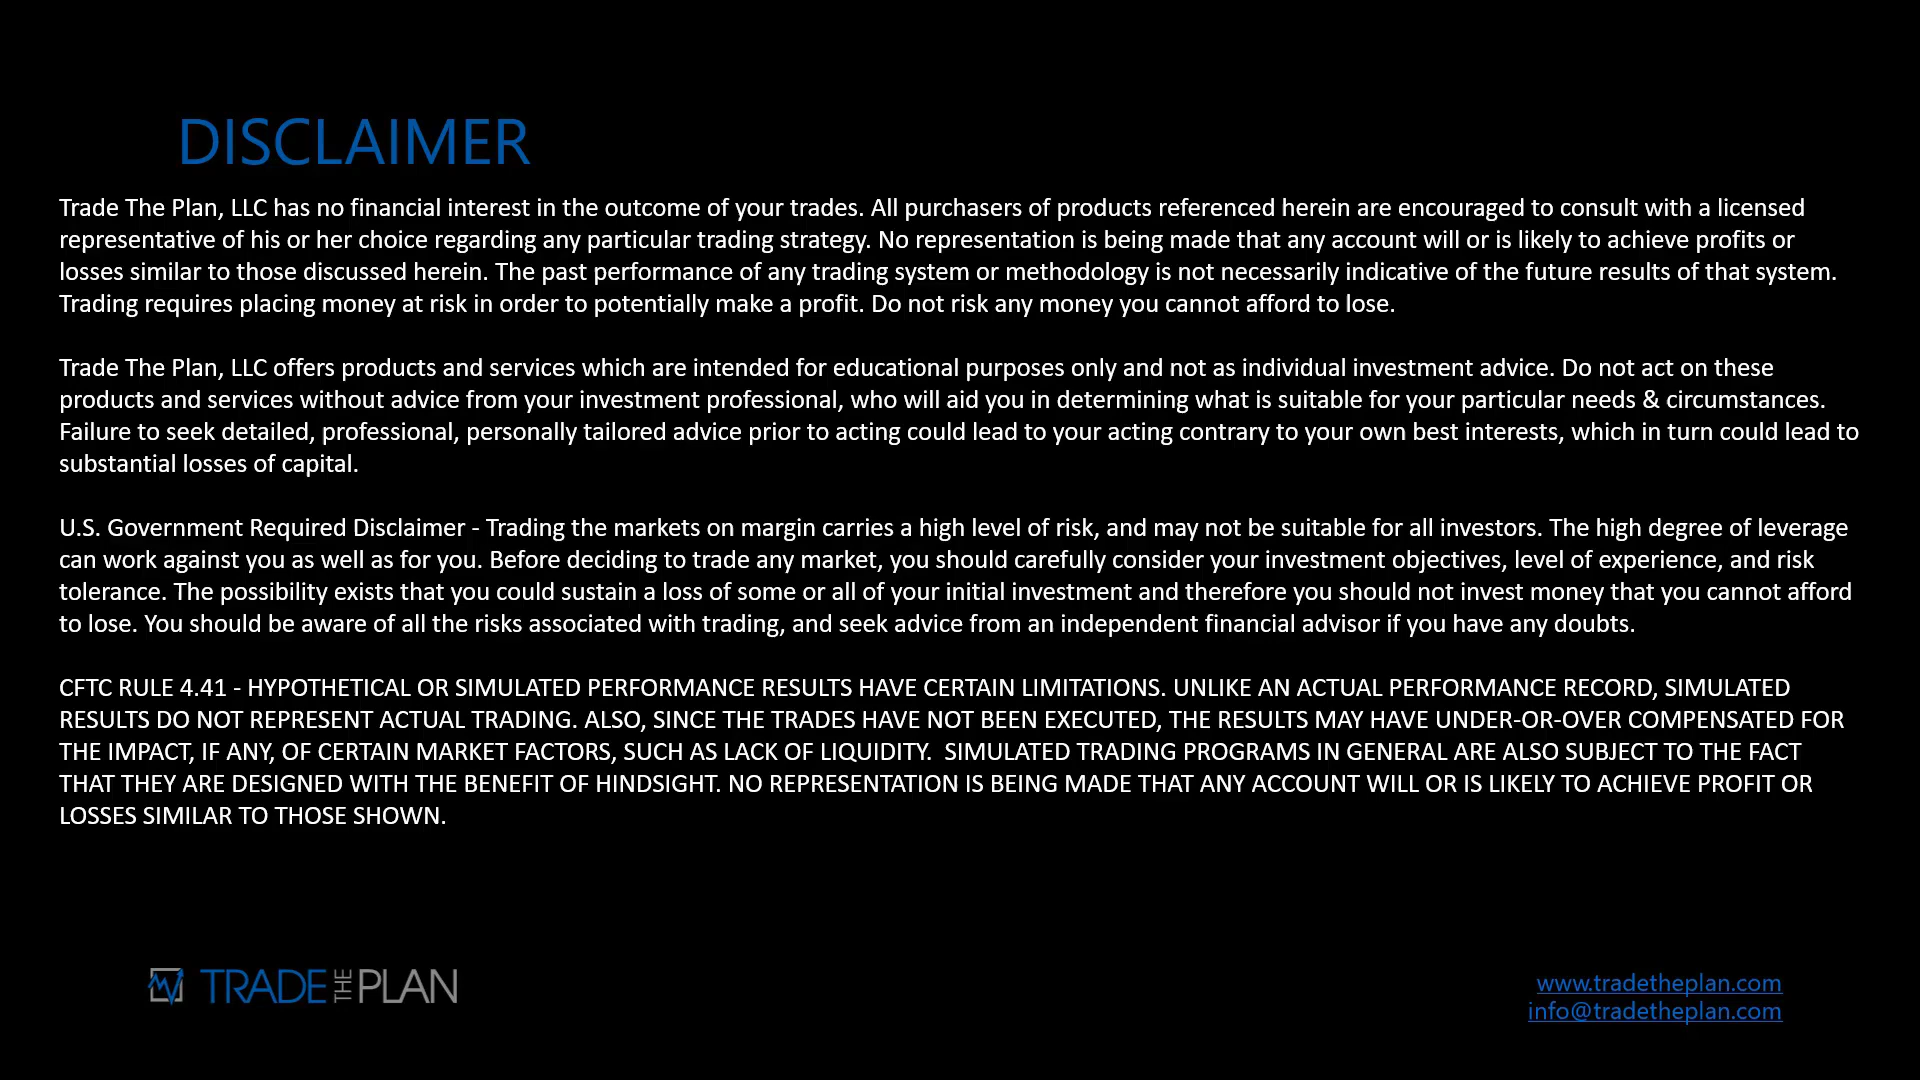 DISCLAIMER
Trade The Plan, LLC has no financial interest in the outcome of your trades. All purchasers of products referenced herein are encouraged to consult with a licensed
representative of his or her choice regarding any particular trading strategy. No representation is being made that any account will or is likely to achieve profits or
losses similar to those discussed herein. The past performance of any trading system or methodology is not necessarily indicative of the future results of that system.
Trading requires placing money at risk in order to potentially make a profit. Do not risk any money you cannot afford to lose.
Trade The Plan, LLC offers products and services which are intended for educational purposes only and not as individual investment advice. Do not act on these
products and services without advice from your investment professional, who will aid you in determining what is suitable for your particular needs & circumstances.
Failure to seek detailed, professional, personally tailored advice prior to acting could lead to your acting contrary to your own best interests, which in turn could lead to
substantial losses of capital.
U.S. Government Required Disclaimer - Trading the markets on margin carries a high level of risk, and may not be suitable for all investors. The high degree of leverage
can work against you as well as for you. Before deciding to trade any market, you should carefully consider your investment objectives, level of experience, and risk
tolerance. The possibility exists that you could sustain a loss of some or all of your initial investment and therefore you should not invest money that you cannot afford
to lose. You should be aware of all the risks associated with trading, and seek advice from an independent financial advisor if you have any doubts.
CFTC RULE 4.41 - HYPOTHETICAL OR SIMULATED PERFORMANCE RESULTS HAVE CERTAIN LIMITATIONS. UNLIKE AN ACTUAL PERFORMANCE RECORD, SIMULATED
RESULTS DO NOT REPRESENT ACTUAL TRADING. ALSO, SINCE THE TRADES HAVE NOT BEEN EXECUTED, THE RESULTS MAY HAVE UNDER-OR-OVER COMPENSATED FOR
THE IMPACT, IF ANY, OF CERTAIN MARKET FACTORS, SUCH AS LACK OF LIQUIDITY.  SIMULATED TRADING PROGRAMS IN GENERAL ARE ALSO SUBJECT TO THE FACT
THAT THEY ARE DESIGNED WITH THE BENEFIT OF HINDSIGHT. NO REPRESENTATION IS BEING MADE THAT ANY ACCOUNT WILL OR IS LIKELY TO ACHIEVE PROFIT OR
LOSSES SIMILAR TO THOSE SHOWN.
TRADE THE PLAN
www.tradetheplan.com
info@tradetheplan.com